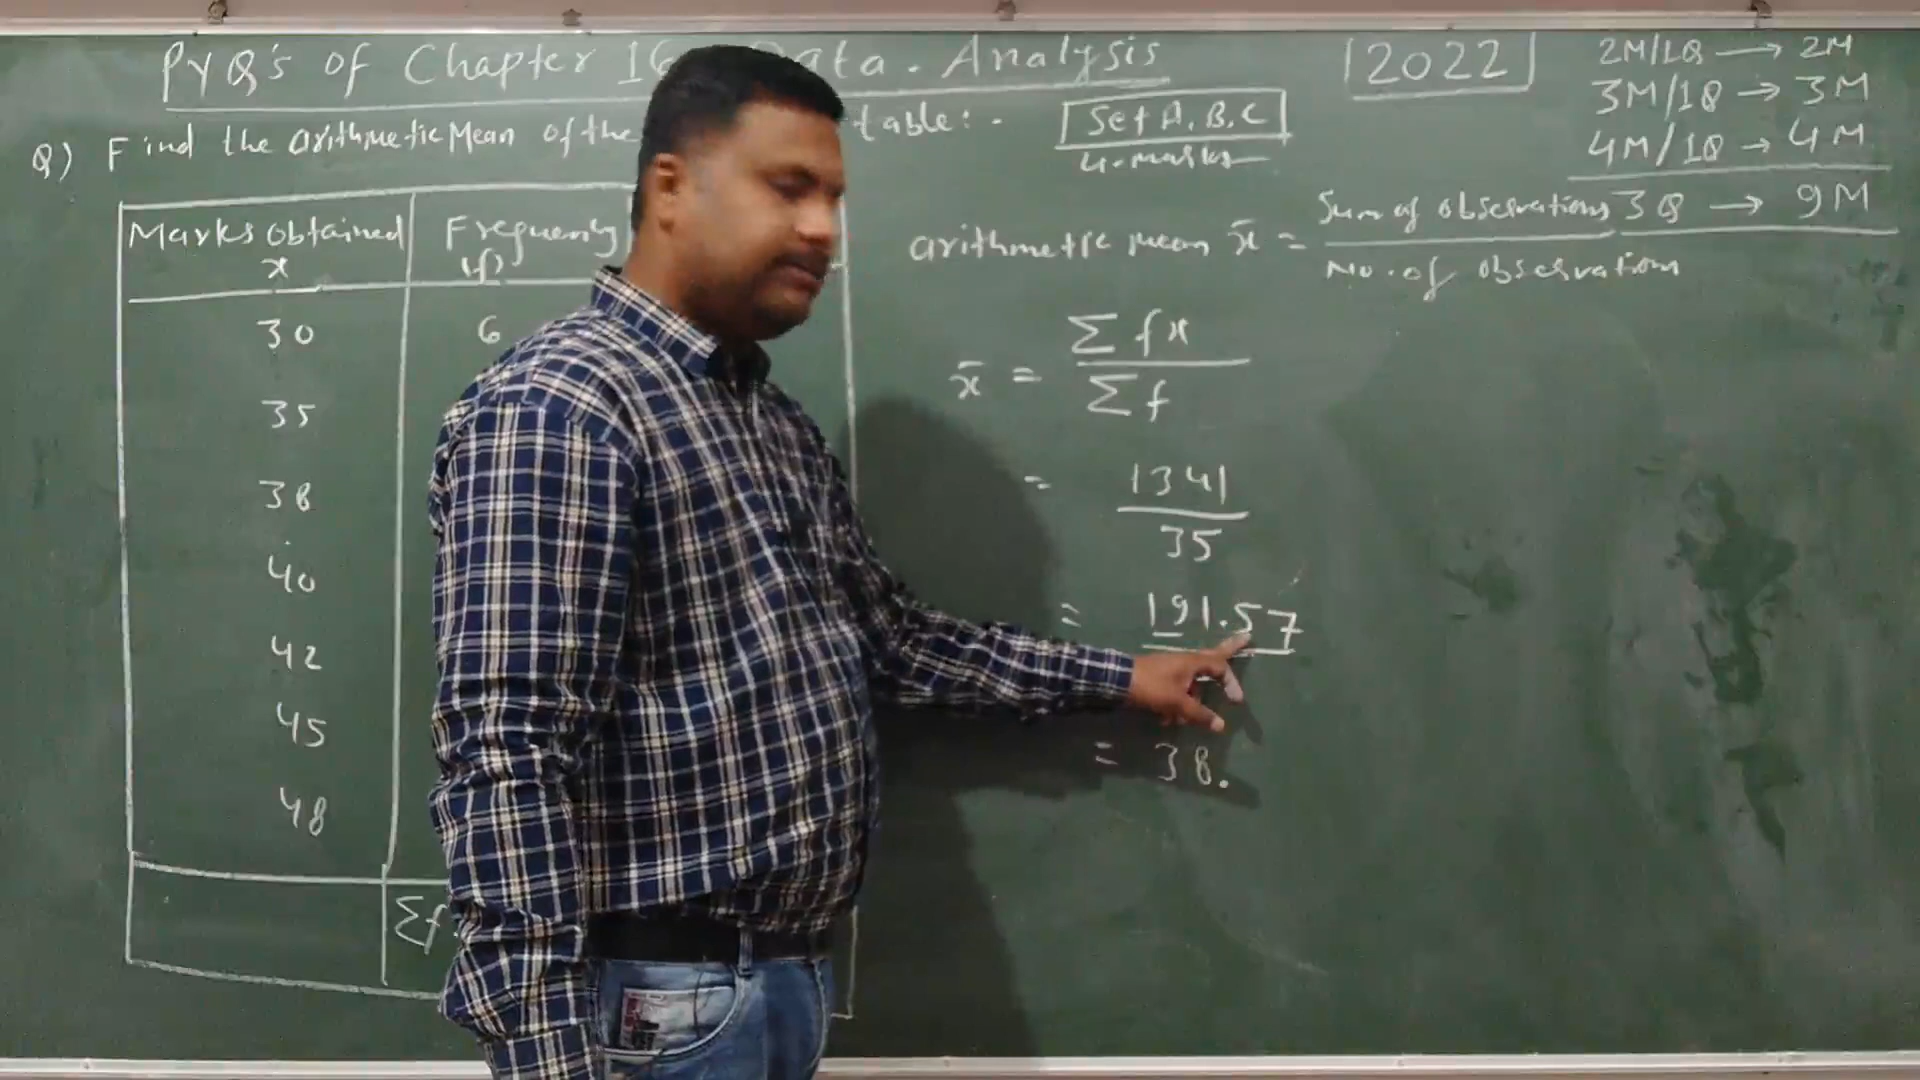 PYQ's of Chapter 16 Data. Analysis
[2022]
2M/1Q → 2M
3M/1Q → 3M
4M/1Q → 4M
3Q → 9M
Q) Find the arithmetic Mean of the table:-
Set A, B, C
4-marks
Marks obtained x
Frequency (f)
30 6
35
38
40
42
45
48
Σf
arithmetic mean x̄ = Sum of observations / No. of observation
x̄ = Σfx / Σf
= 1341 / 35
= 191.57
= 38.